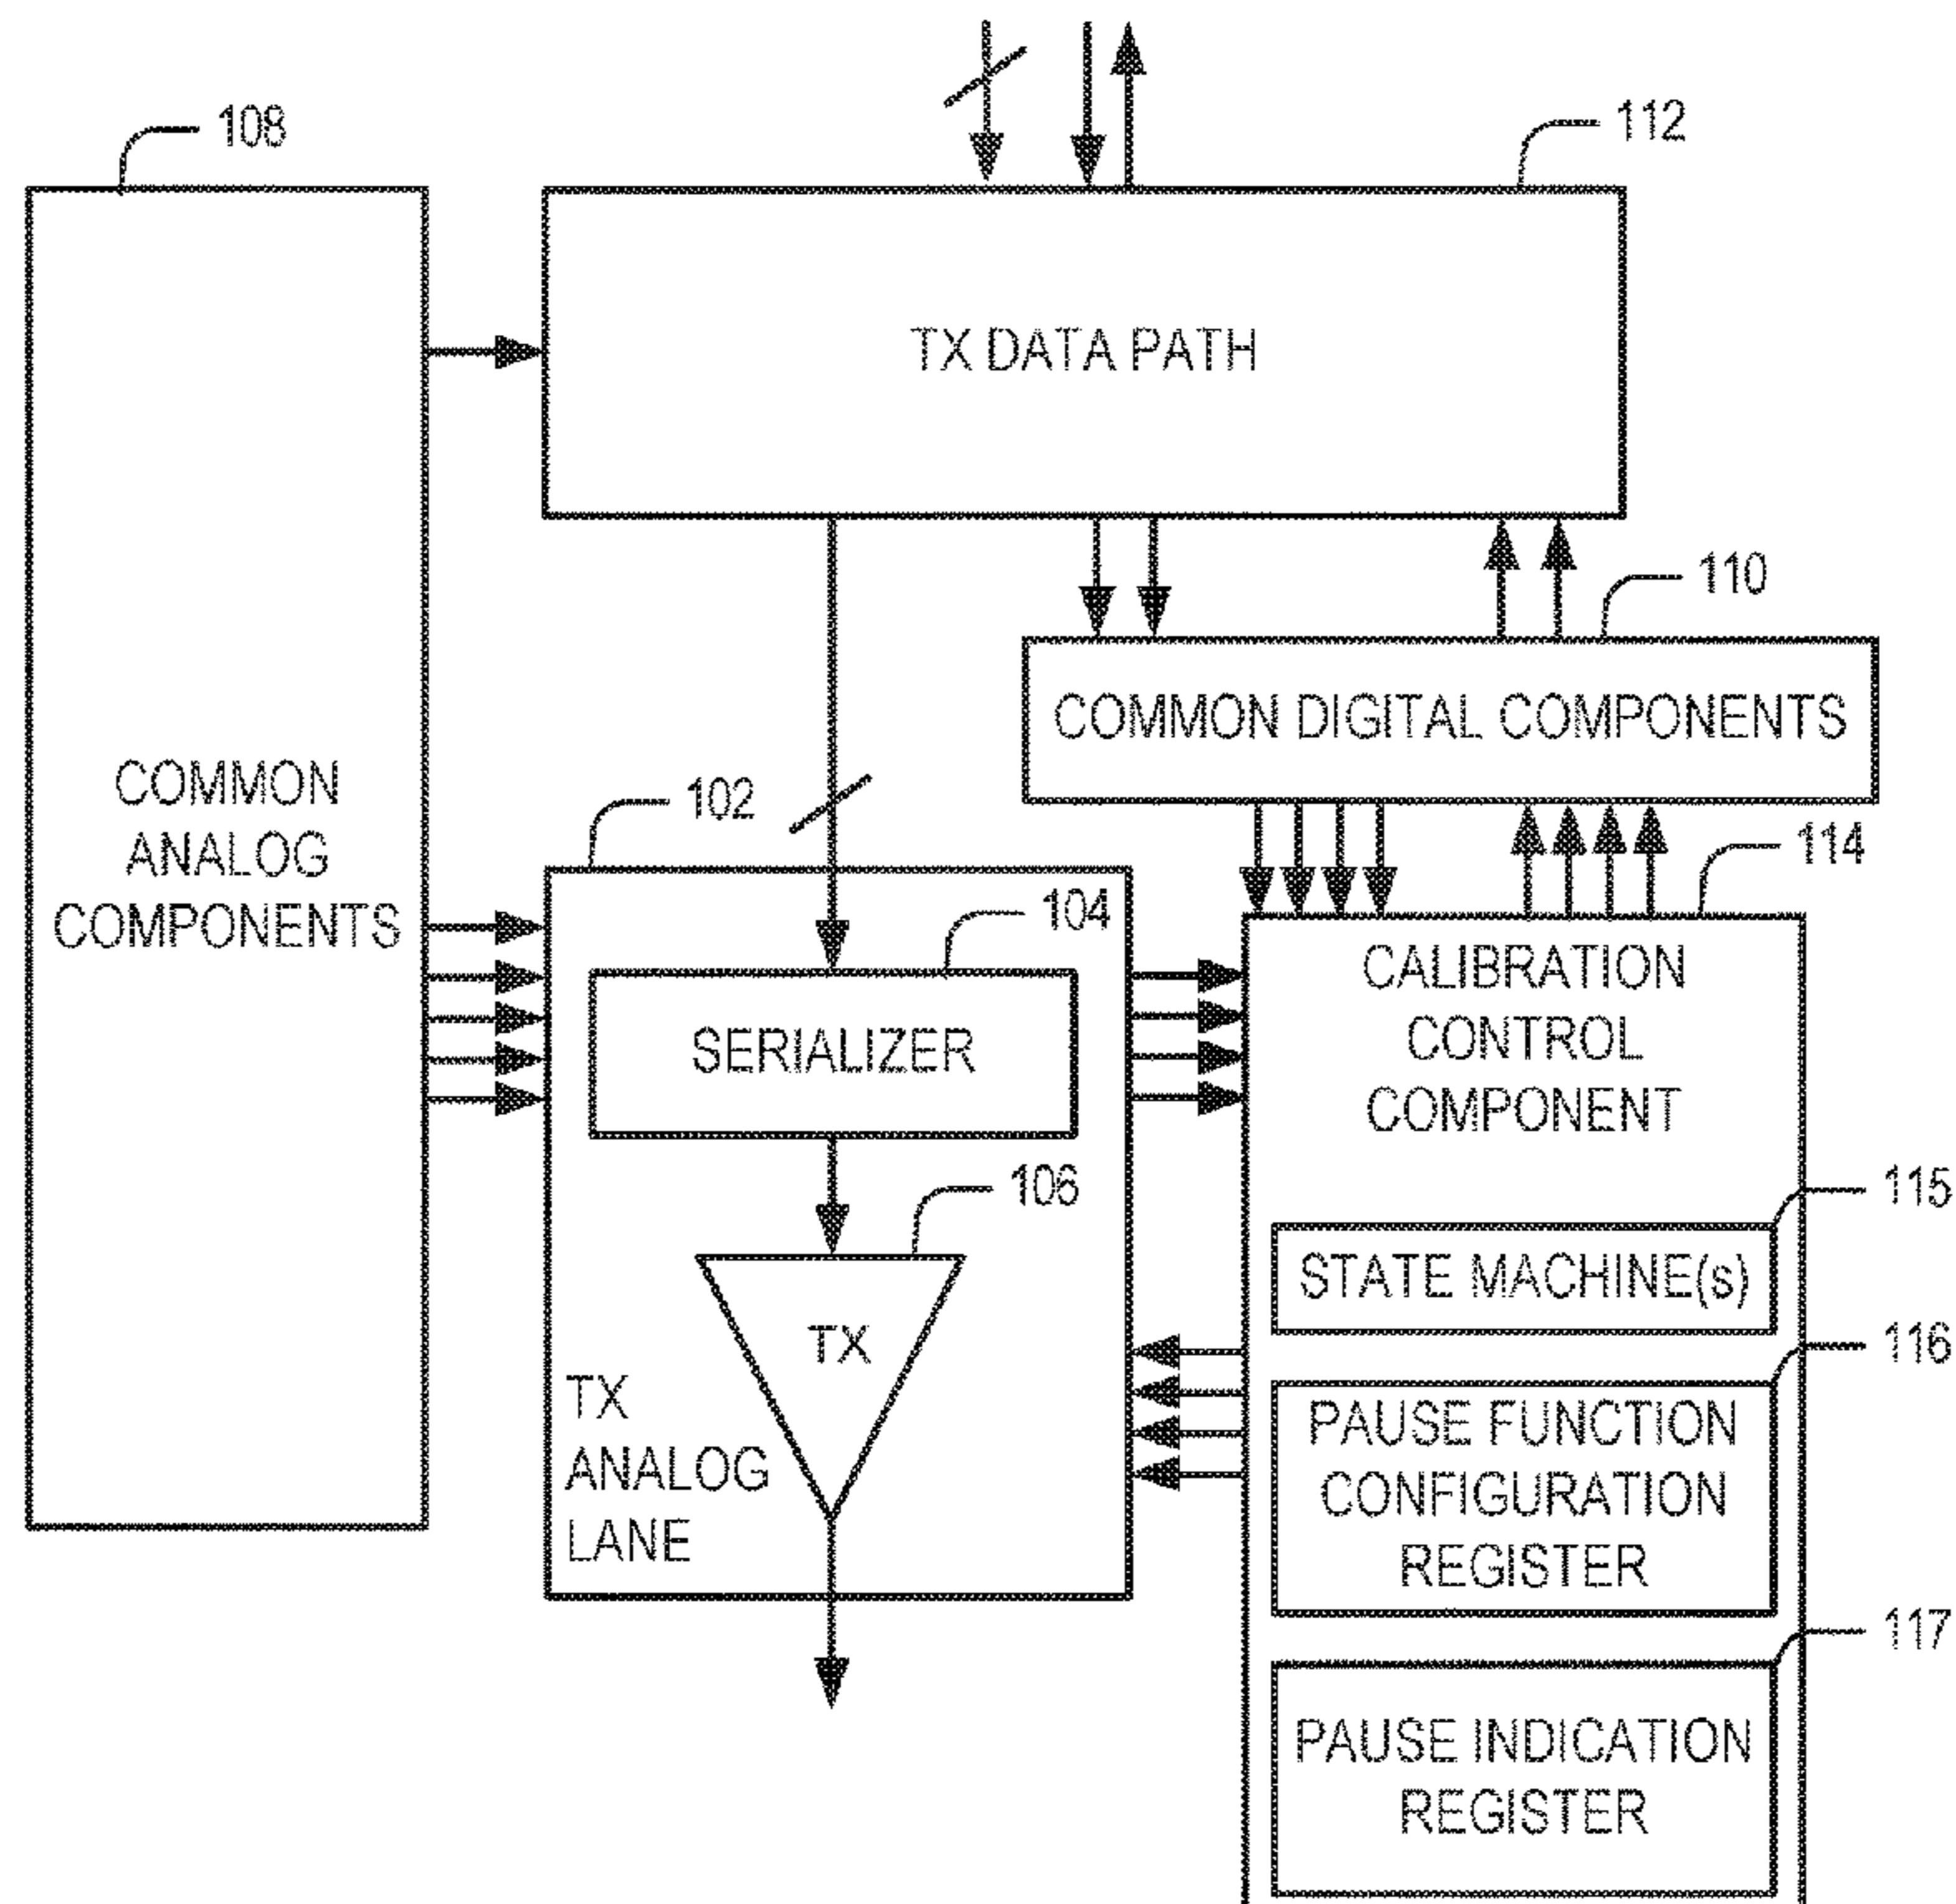 108
112
TX DATA PATH
110
COMMON DIGITAL COMPONENTS
COMMON
ANALOG
COMPONENTS
102
114
104
SERIALIZER
CALIBRATION
CONTROL
COMPONENT
106
TX
TX
ANALOG
LANE
115
STATE MACHINE(s)
116
PAUSE FUNCTION
CONFIGURATION
REGISTER
117
PAUSE INDICATION
REGISTER